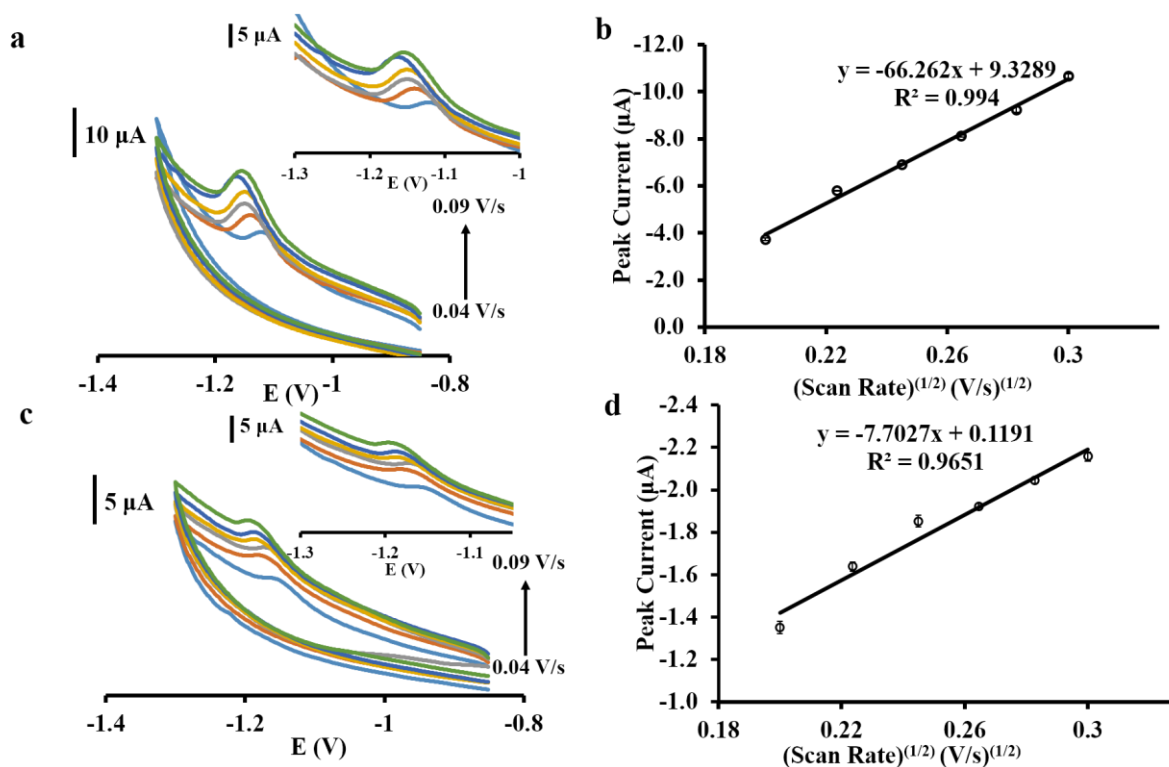 a
5 µA
10 µA
-1.3 -1.2 -1.1 -1
E (V)
0.09 V/s
0.04 V/s
-1.4 -1.2 -1 -0.8
E (V)
b
-12.0
-10.0
-8.0
-6.0
-4.0
-2.0
0.0
Peak Current (µA)
y = -66.262x + 9.3289
R² = 0.994
0.18 0.22 0.26 0.3
(Scan Rate)⁽¹/²⁾ (V/s)⁽¹/²⁾
c
5 µA
5 µA
-1.3 -1.2 -1.1
E (V)
0.09 V/s
0.04 V/s
-1.4 -1.2 -1 -0.8
E (V)
d
-2.4
-2.2
-2.0
-1.8
-1.6
-1.4
-1.2
-1.0
Peak Current (µA)
y = -7.7027x + 0.1191
R² = 0.9651
0.18 0.22 0.26 0.3
(Scan Rate)⁽¹/²⁾ (V/s)⁽¹/²⁾